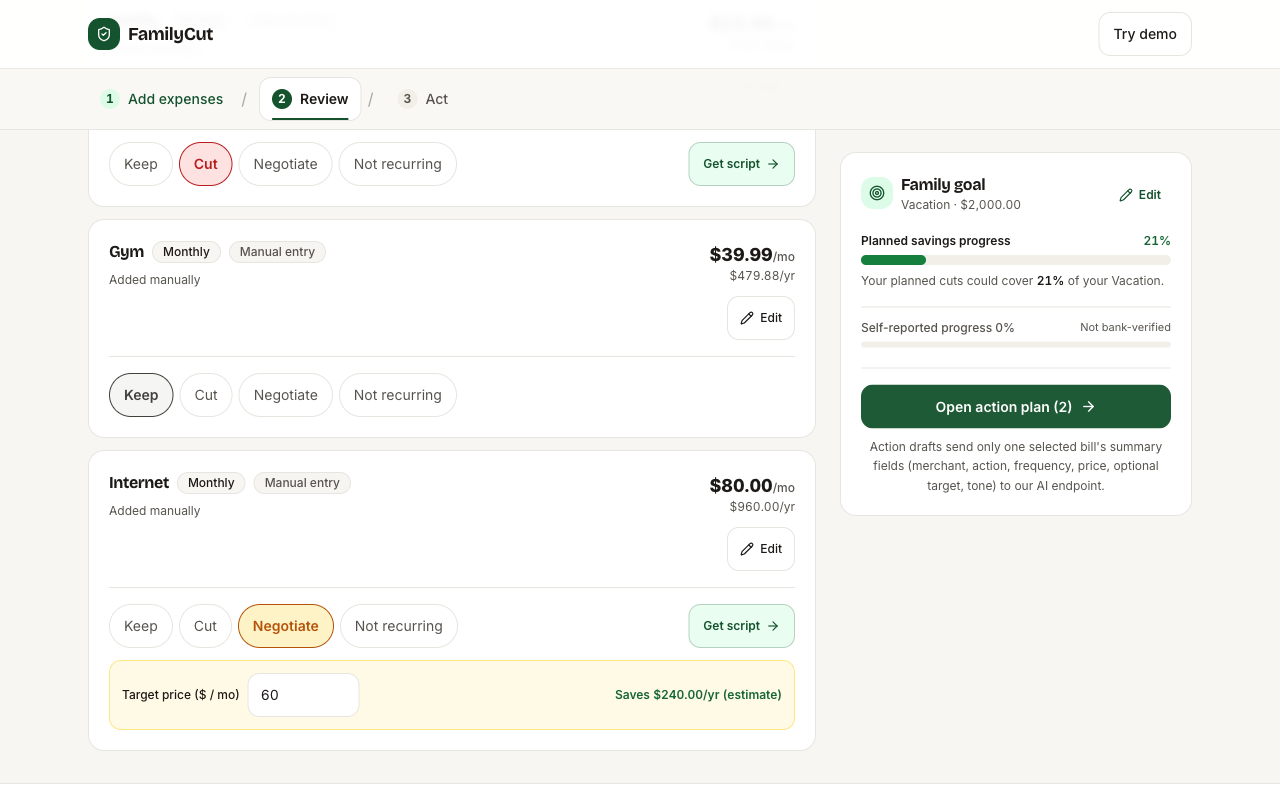 FamilyCut
Try demo
1 Add expenses / 2 Review / 3 Act
Keep Cut Negotiate Not recurring Get script →
Gym Monthly Manual entry
$39.99/mo
Added manually
$479.88/yr
Edit
Keep Cut Negotiate Not recurring
Internet Monthly Manual entry
$80.00/mo
Added manually
$960.00/yr
Edit
Keep Cut Negotiate Not recurring Get script →
Target price ($ / mo) 60 Saves $240.00/yr (estimate)
Family goal
Vacation · $2,000.00
Edit
Planned savings progress 21%
Your planned cuts could cover 21% of your Vacation.
Self-reported progress 0% Not bank-verified
Open action plan (2) →
Action drafts send only one selected bill's summary
fields (merchant, action, frequency, price, optional
target, tone) to our AI endpoint.